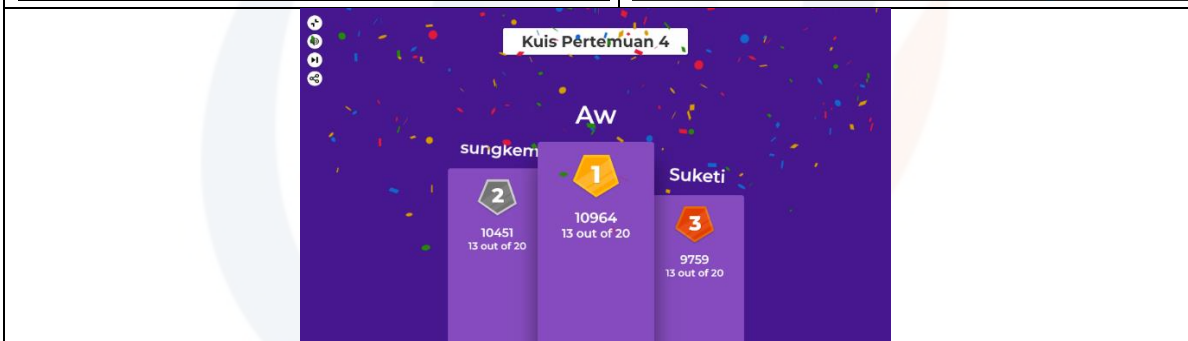 Kuis Pertemuan 4
Aw
sungkem
Suketi
1
2
3
10964
13 out of 20
10451
13 out of 20
9759
13 out of 20